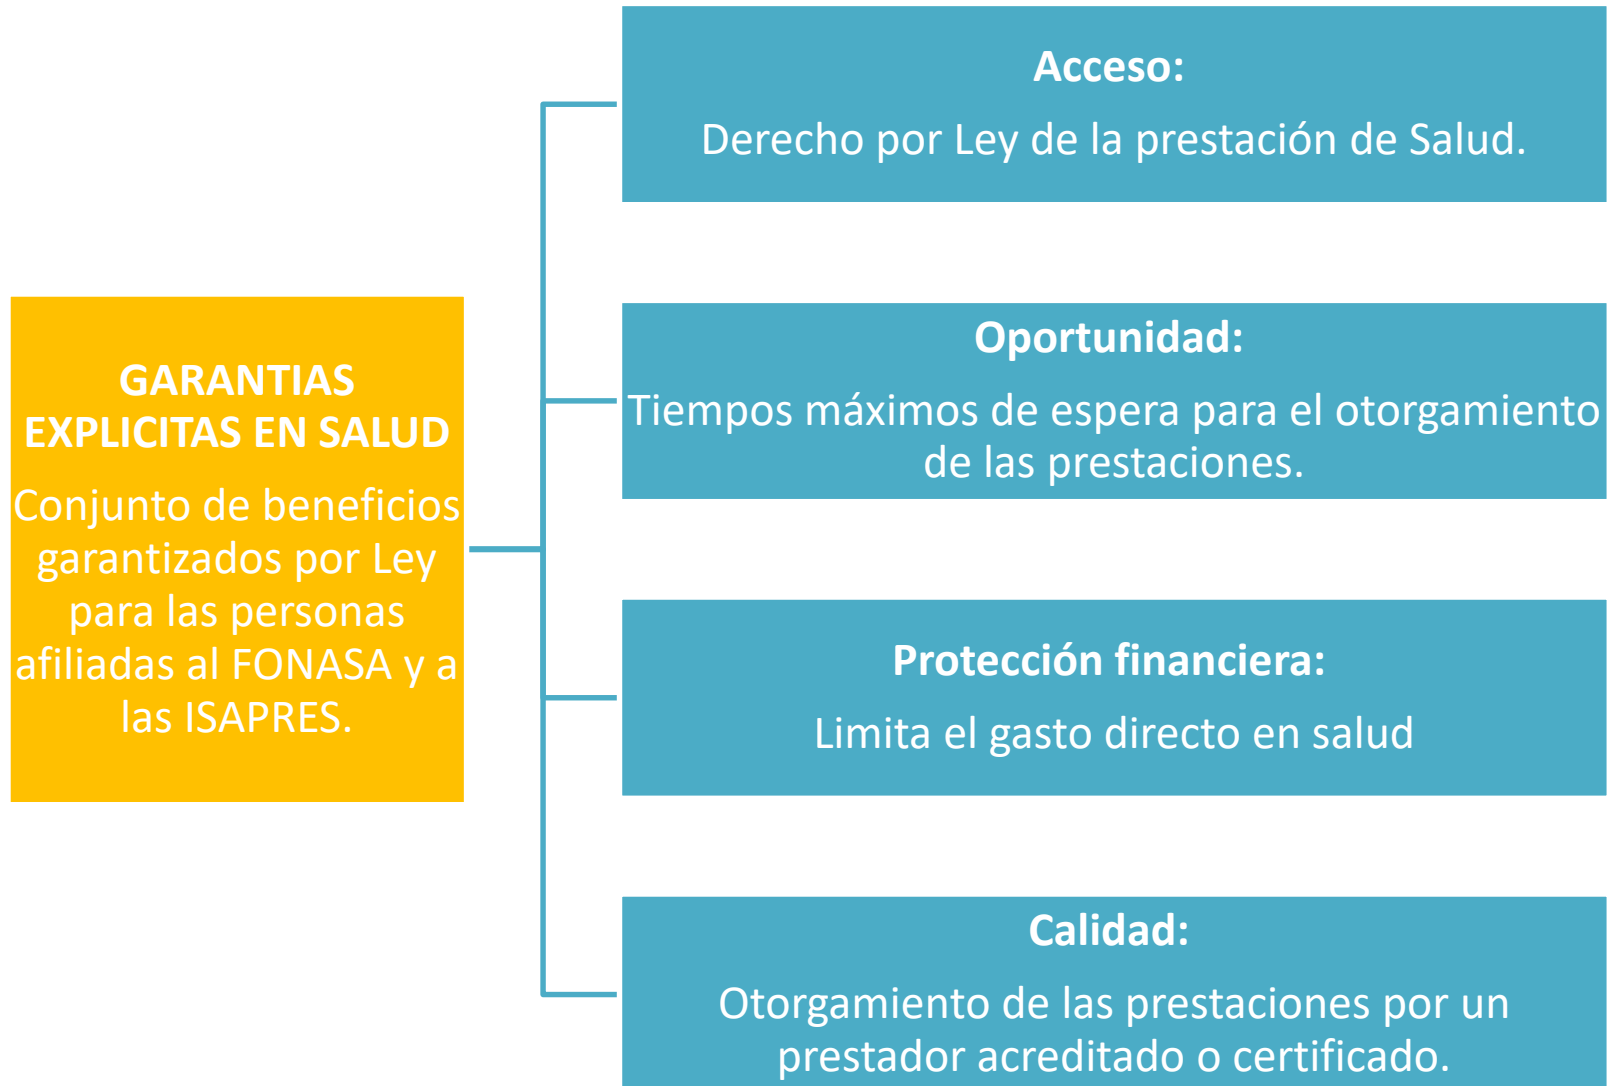 GARANTIAS
EXPLICITAS EN SALUD
Conjunto de beneficios
garantizados por Ley
para las personas
afiliadas al FONASA y a
las ISAPRES.
Acceso:
Derecho por Ley de la prestación de Salud.
Oportunidad:
Tiempos máximos de espera para el otorgamiento
de las prestaciones.
Protección financiera:
Limita el gasto directo en salud
Calidad:
Otorgamiento de las prestaciones por un
prestador acreditado o certificado.